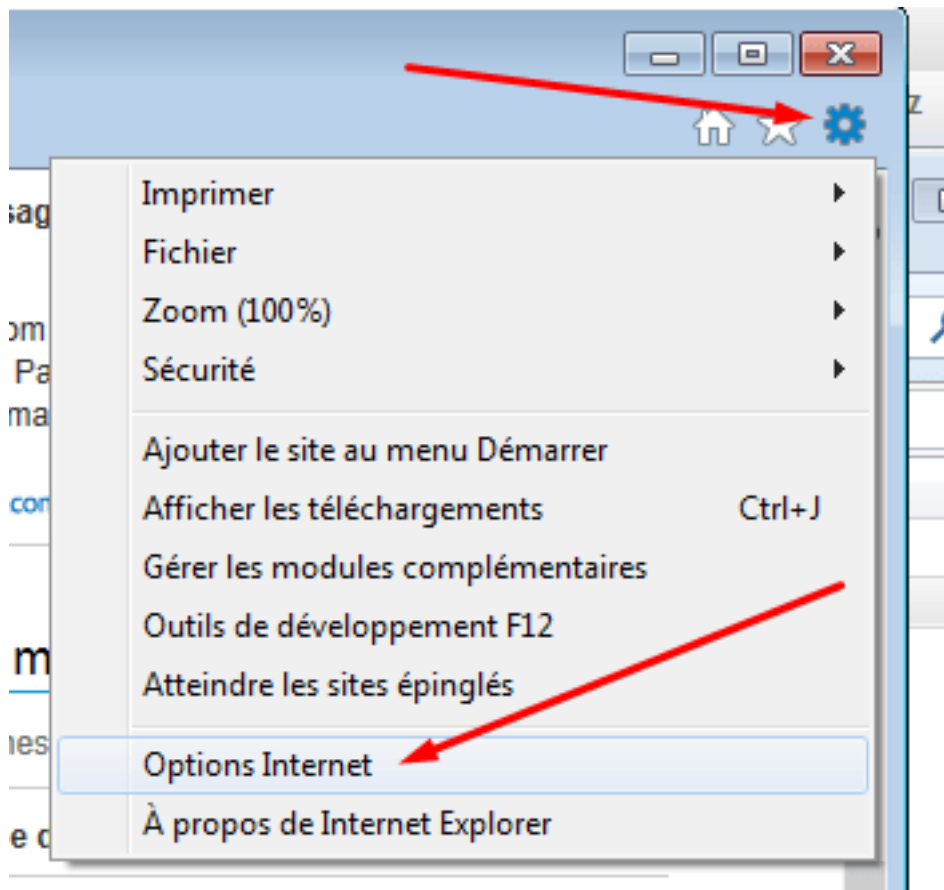 Imprimer
Fichier
Zoom (100%)
Sécurité
Ajouter le site au menu Démarrer
Afficher les téléchargements Ctrl+J
Gérer les modules complémentaires
Outils de développement F12
Atteindre les sites épinglés
Options Internet
À propos de Internet Explorer